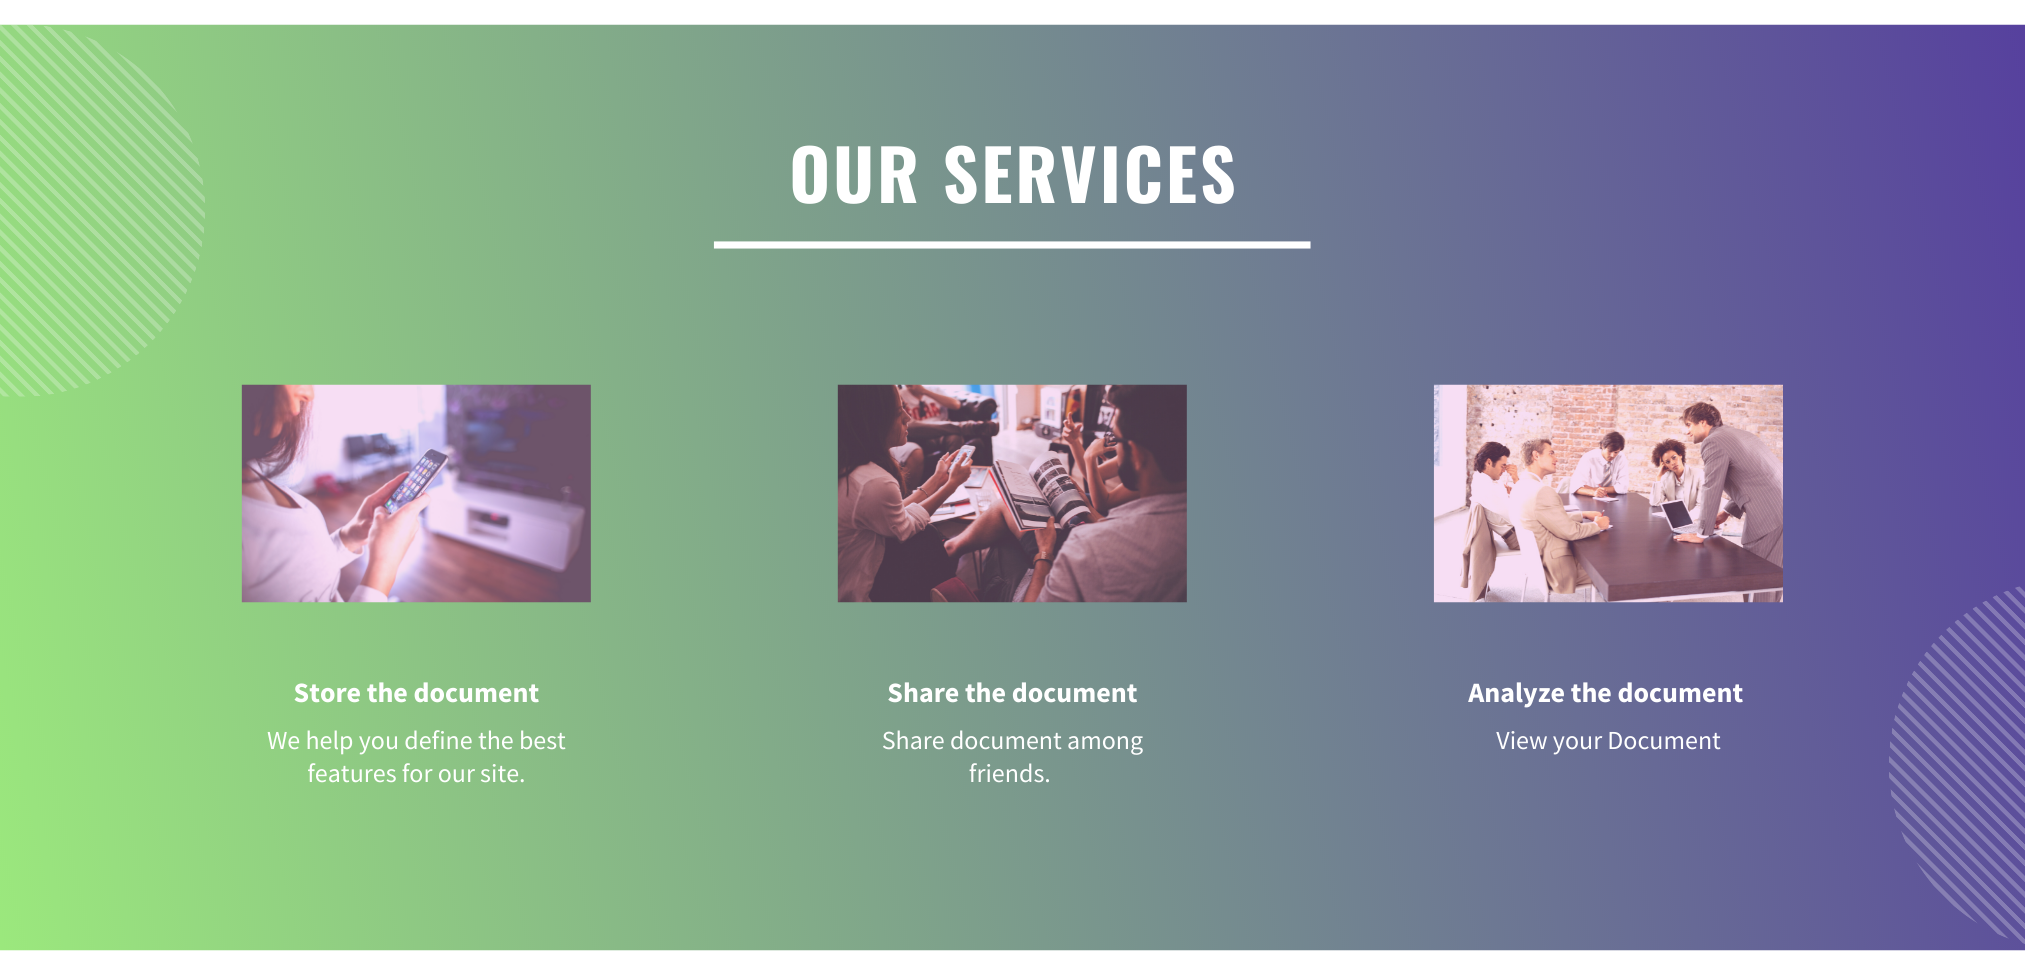 OUR SERVICES
Store the document
We help you define the best
features for our site.
Share the document
Share document among
friends.
Analyze the document
View your Document